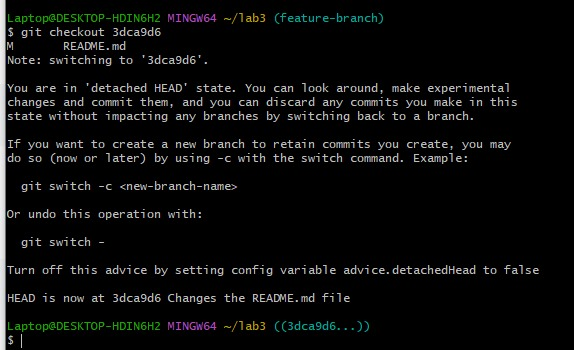 Laptop@DESKTOP-HDIN6H2 MINGW64 ~/lab3 (feature-branch)
$ git checkout 3dca9d6
M       README.md
Note: switching to '3dca9d6'.
You are in 'detached HEAD' state. You can look around, make experimental
changes and commit them, and you can discard any commits you make in this
state without impacting any branches by switching back to a branch.
If you want to create a new branch to retain commits you create, you may
do so (now or later) by using -c with the switch command. Example:
  git switch -c <new-branch-name>
Or undo this operation with:
  git switch -
Turn off this advice by setting config variable advice.detachedHead to false
HEAD is now at 3dca9d6 Changes the README.md file
Laptop@DESKTOP-HDIN6H2 MINGW64 ~/lab3 ((3dca9d6...))
$